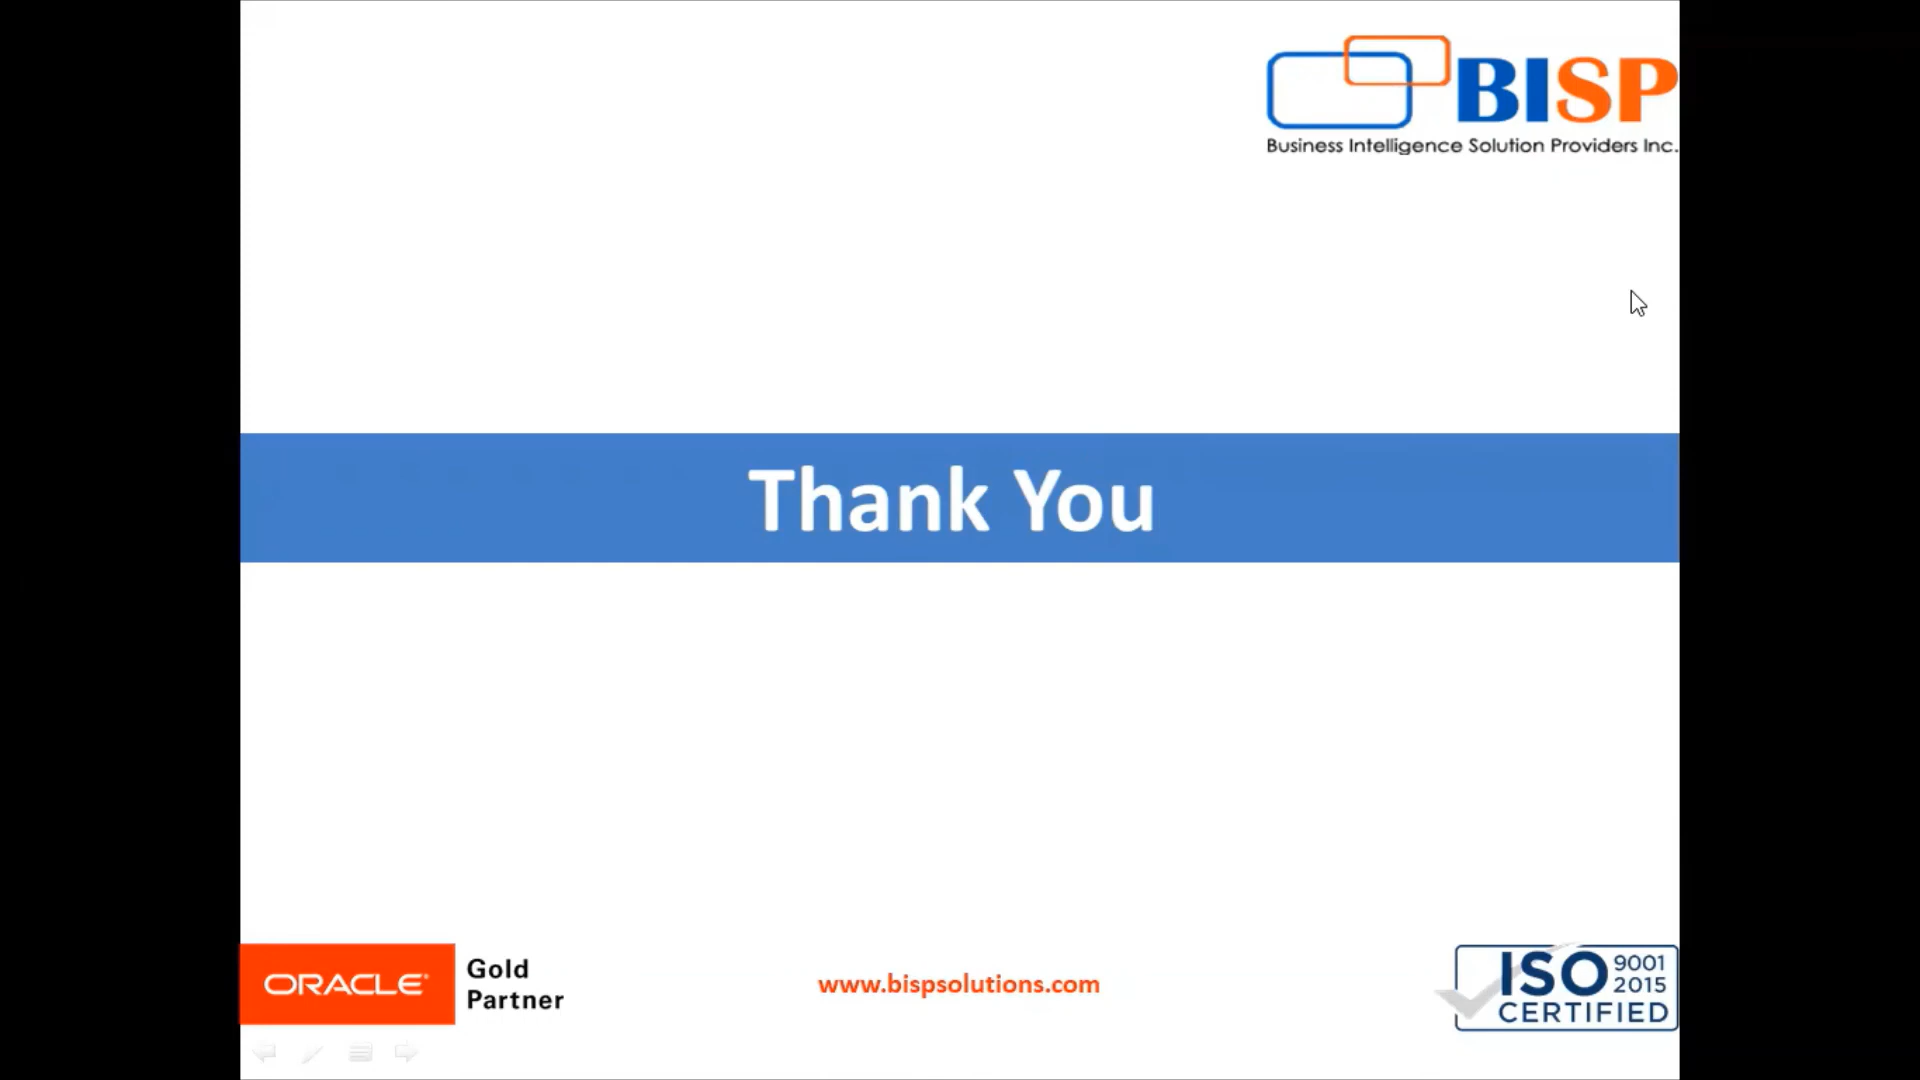 BISP
Business Intelligence Solution Providers Inc.
Thank You
ORACLE®
Gold
Partner
www.bispsolutions.com
ISO 9001
2015
CERTIFIED